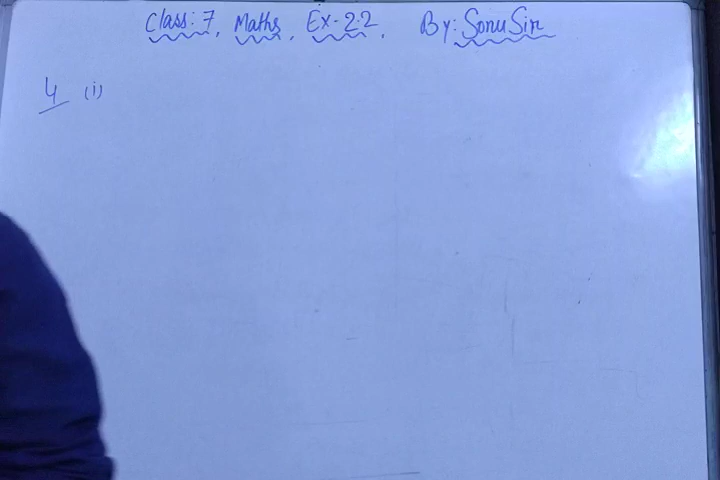 Class: 7, Maths, Ex-2.2, By: Sonu Sir
4 (i)